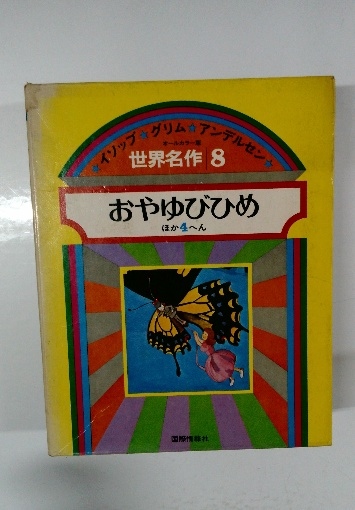 イソップ☆グリム☆アンデルセン
オールカラー版
世界名作 8
おやゆびひめ
ほか4へん
国際情報社